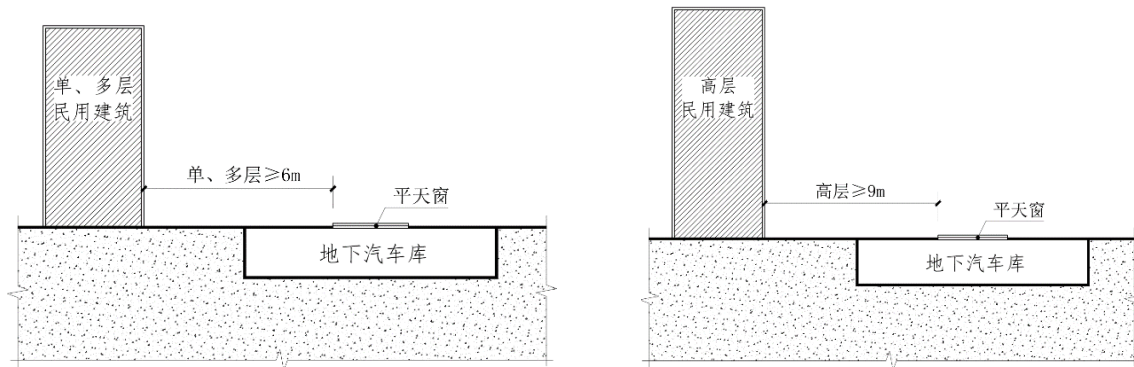 单、多层
民用建筑
单、多层≥6m
平天窗
地下汽车库
高层
民用建筑
高层≥9m
平天窗
地下汽车库